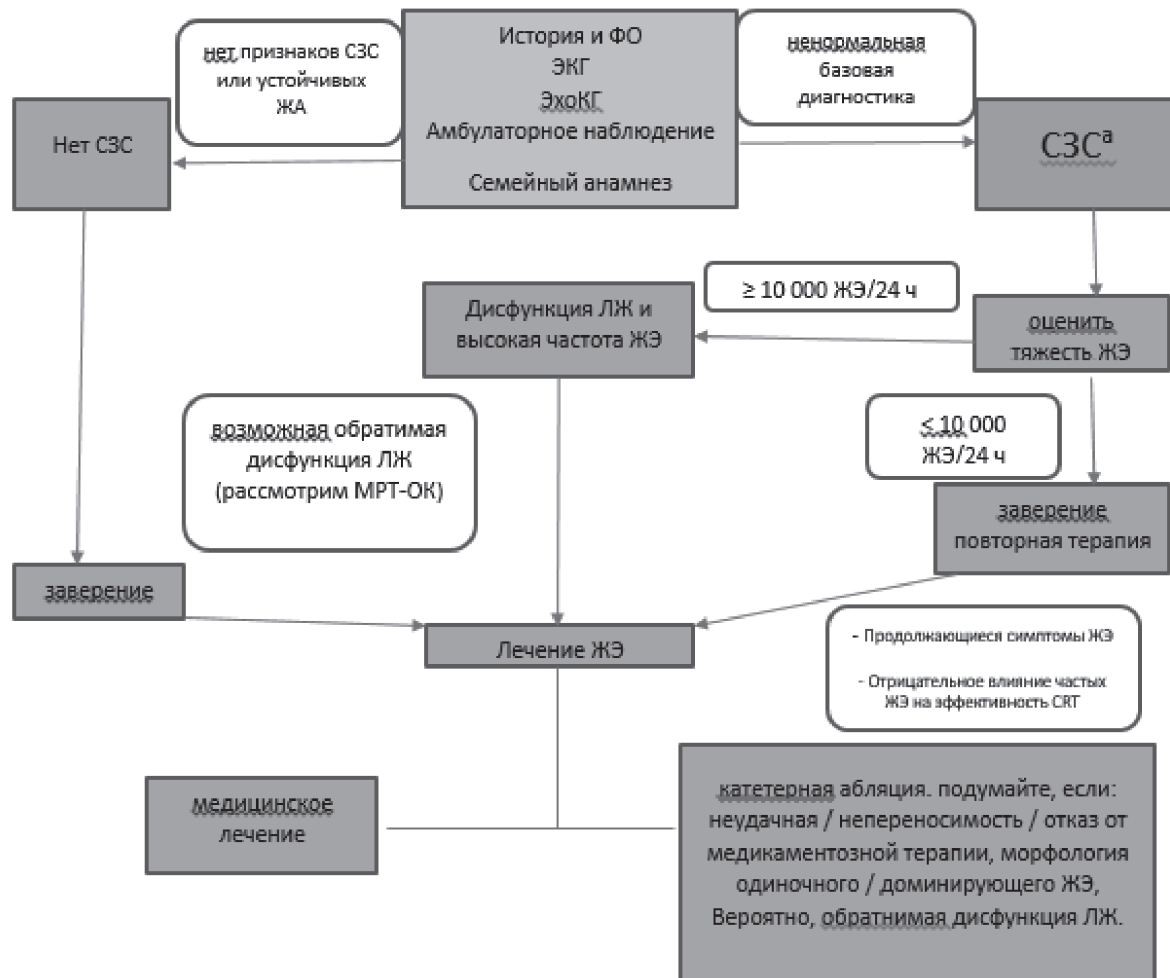 нет признаков СЗС
или устойчивых
ЖА
История и ФО
ЭКГ
ЭхоКГ
Амбулаторное наблюдение
Семейный анамнез
ненормальная
базовая
диагностика
Нет СЗС
СЗСª
≥ 10 000 ЖЭ/24 ч
Дисфункция ЛЖ и
высокая частота ЖЭ
оценить
тяжесть ЖЭ
возможная обратимая
дисфункция ЛЖ
(рассмотрим МРТ-ОК)
≤ 10 000
ЖЭ/24 ч
заверение
повторная терапия
заверение
Лечение ЖЭ
- Продолжающиеся симптомы ЖЭ
- Отрицательное влияние частых
ЖЭ на эффективность CRT
медицинское
лечение
катетерная абляция. подумайте, если:
неудачная / непереносимость / отказ от
медикаментозной терапии, морфология
одиночного / доминирующего ЖЭ,
Вероятно, обратнимая дисфункция ЛЖ.